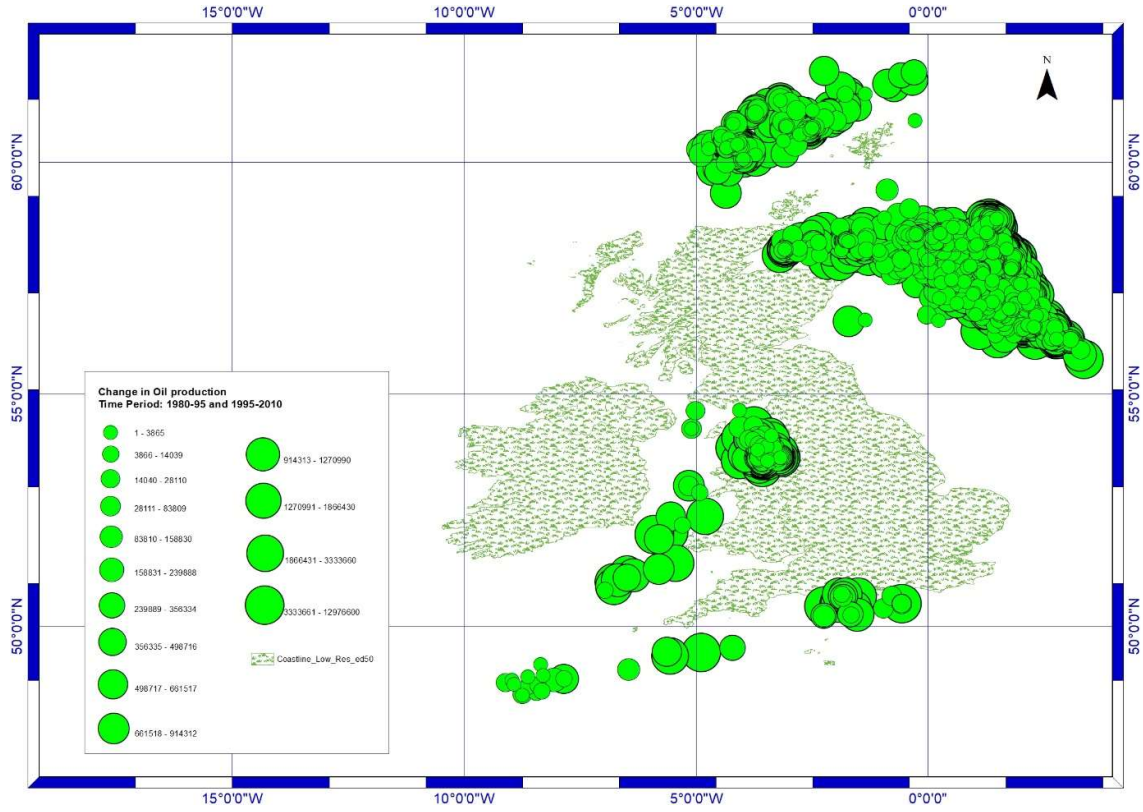 15°0'0"W 10°0'0"W 5°0'0"W 0°0'0"
N
60°0'0"N 60°0'0"N
55°0'0"N 55°0'0"N
50°0'0"N 50°0'0"N
Change in Oil production
Time Period: 1980-95 and 1995-2010
1 - 3865
3866 - 14039
14040 - 28110
28111 - 83809
83810 - 158830
158831 - 239888
239889 - 356334
356335 - 498716
498717 - 661517
661518 - 914312
914313 - 1270990
1270991 - 1866430
1866431 - 3333660
3333661 - 12976600
Coastline_Low_Res_ed50
15°0'0"W 10°0'0"W 5°0'0"W 0°0'0"